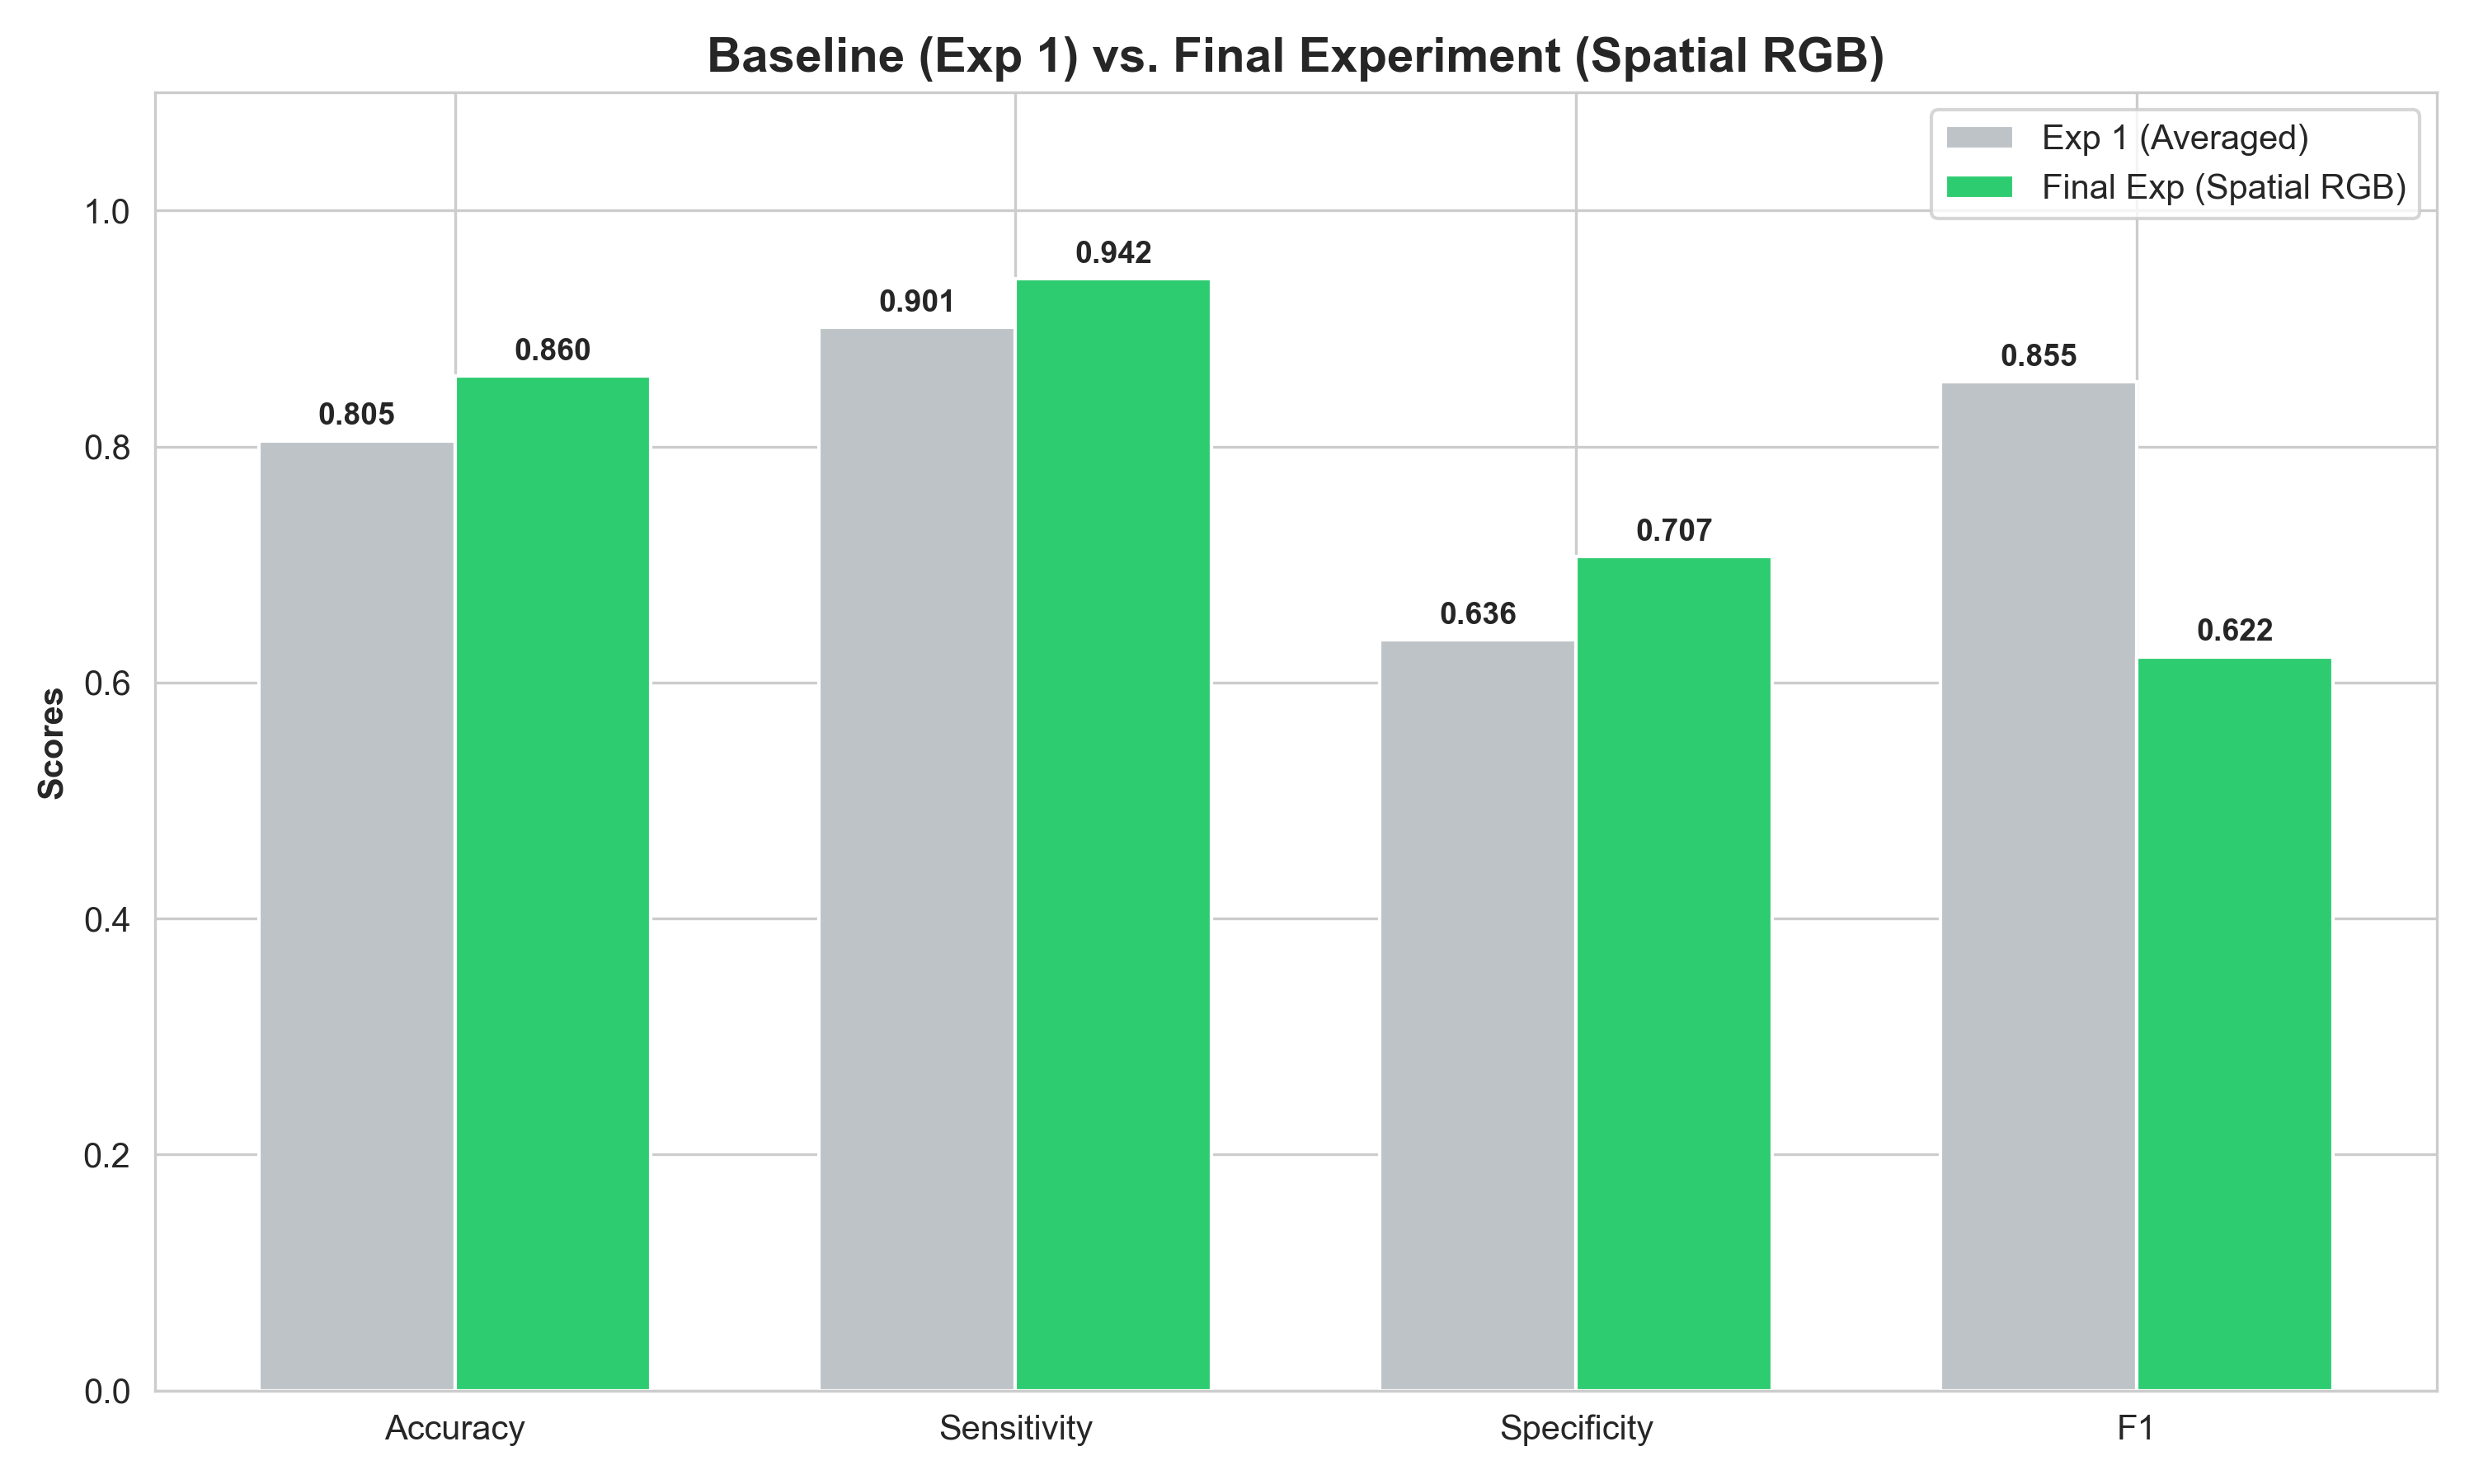 Baseline (Exp 1) vs. Final Experiment (Spatial RGB)
Exp 1 (Averaged)
Final Exp (Spatial RGB)
Scores
1.0
0.8
0.6
0.4
0.2
0.0
0.805
0.860
0.901
0.942
0.636
0.707
0.855
0.622
Accuracy
Sensitivity
Specificity
F1